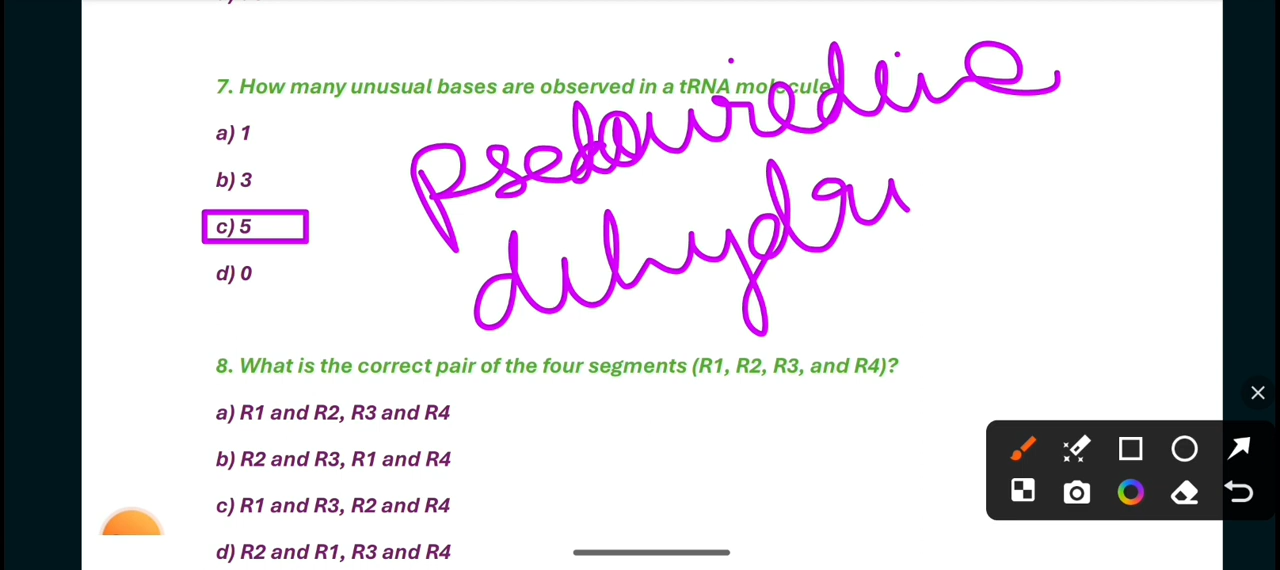 7. How many unusual bases are observed in a tRNA molecule
a) 1
b) 3
c) 5
d) 0
pseudouredine
dihydru
8. What is the correct pair of the four segments (R1, R2, R3, and R4)?
a) R1 and R2, R3 and R4
b) R2 and R3, R1 and R4
c) R1 and R3, R2 and R4
d) R2 and R1, R3 and R4